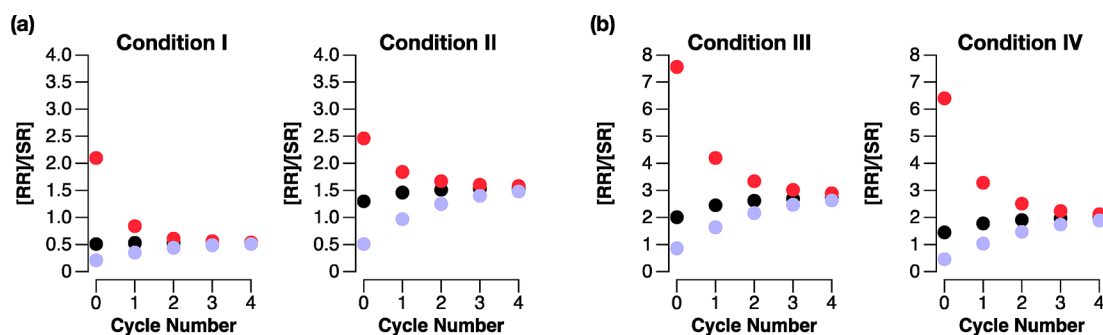 (a)
Condition I
[RR]/[SR]
4.0
3.5
3.0
2.5
2.0
1.5
1.0
0.5
0
0 1 2 3 4
Cycle Number
Condition II
[RR]/[SR]
4.0
3.5
3.0
2.5
2.0
1.5
1.0
0.5
0
0 1 2 3 4
Cycle Number
(b)
Condition III
[RR]/[SR]
8
7
6
5
4
3
2
1
0
0 1 2 3 4
Cycle Number
Condition IV
[RR]/[SR]
8
7
6
5
4
3
2
1
0
0 1 2 3 4
Cycle Number